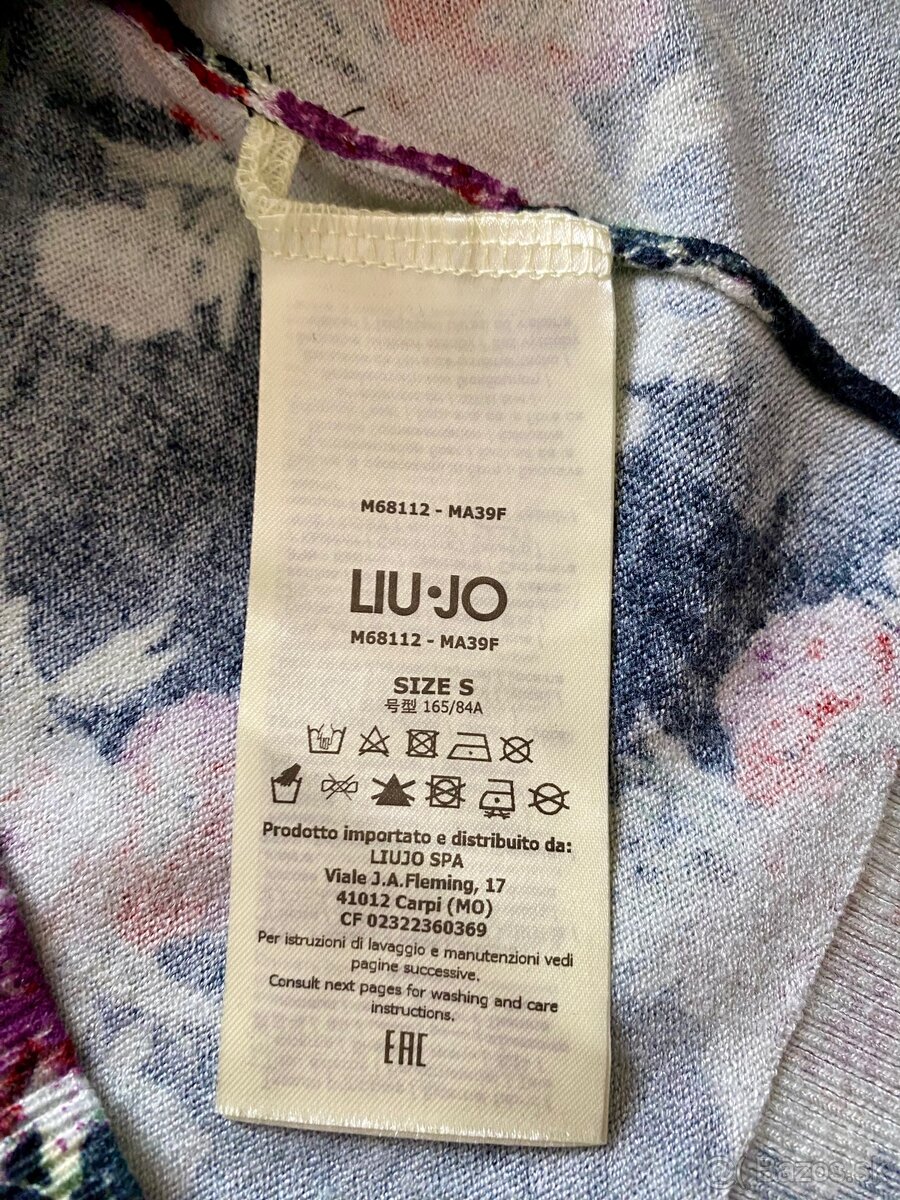 M68112 - MA39F
LIU·JO
M68112 - MA39F
SIZE S
号型 165/84A
Prodotto importato e distribuito da:
LIUJO SPA
Viale J.A.Fleming, 17
41012 Carpi (MO)
CF 02322360369
Per istruzioni di lavaggio e manutenzioni vedi
pagine successive.
Consult next pages for washing and care
instructions.
EAC
Bazos.sk